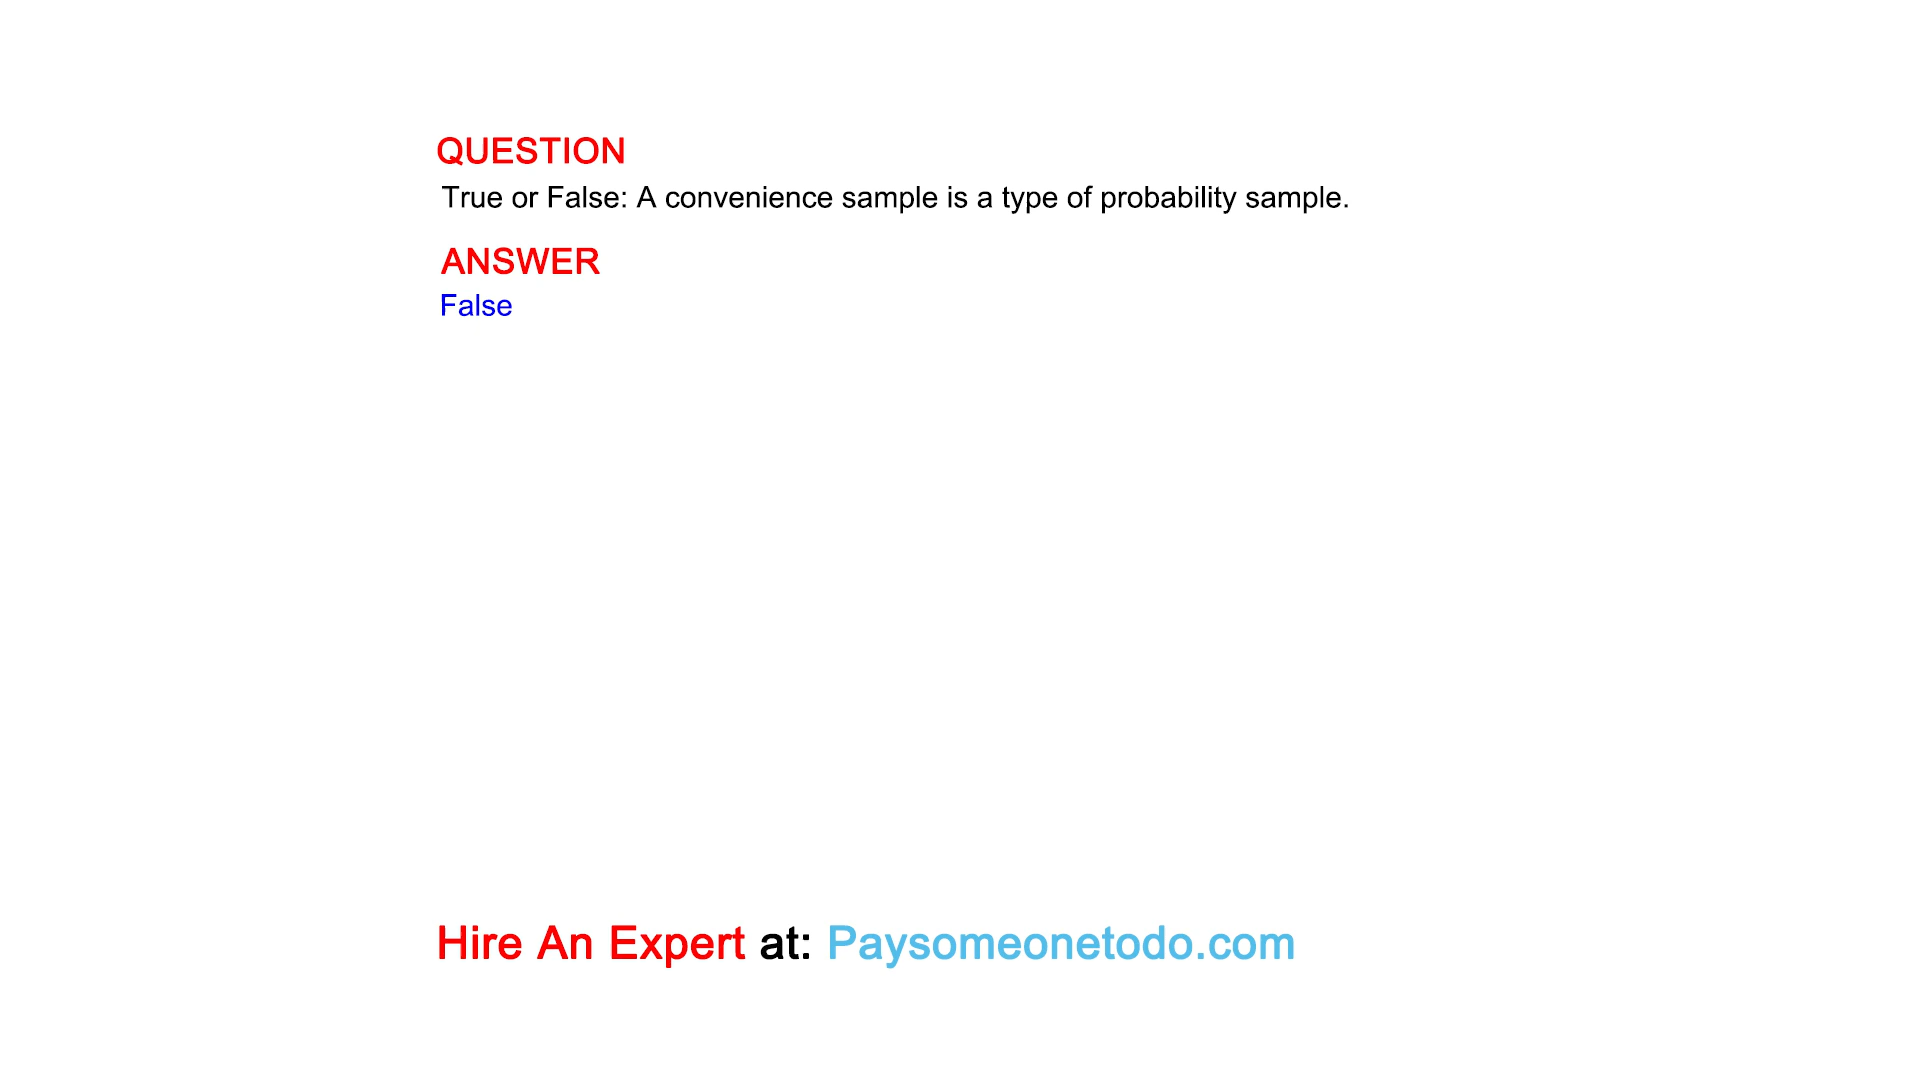 QUESTION
True or False: A convenience sample is a type of probability sample.
ANSWER
False
Hire An Expert at: Paysomeonetodo.com